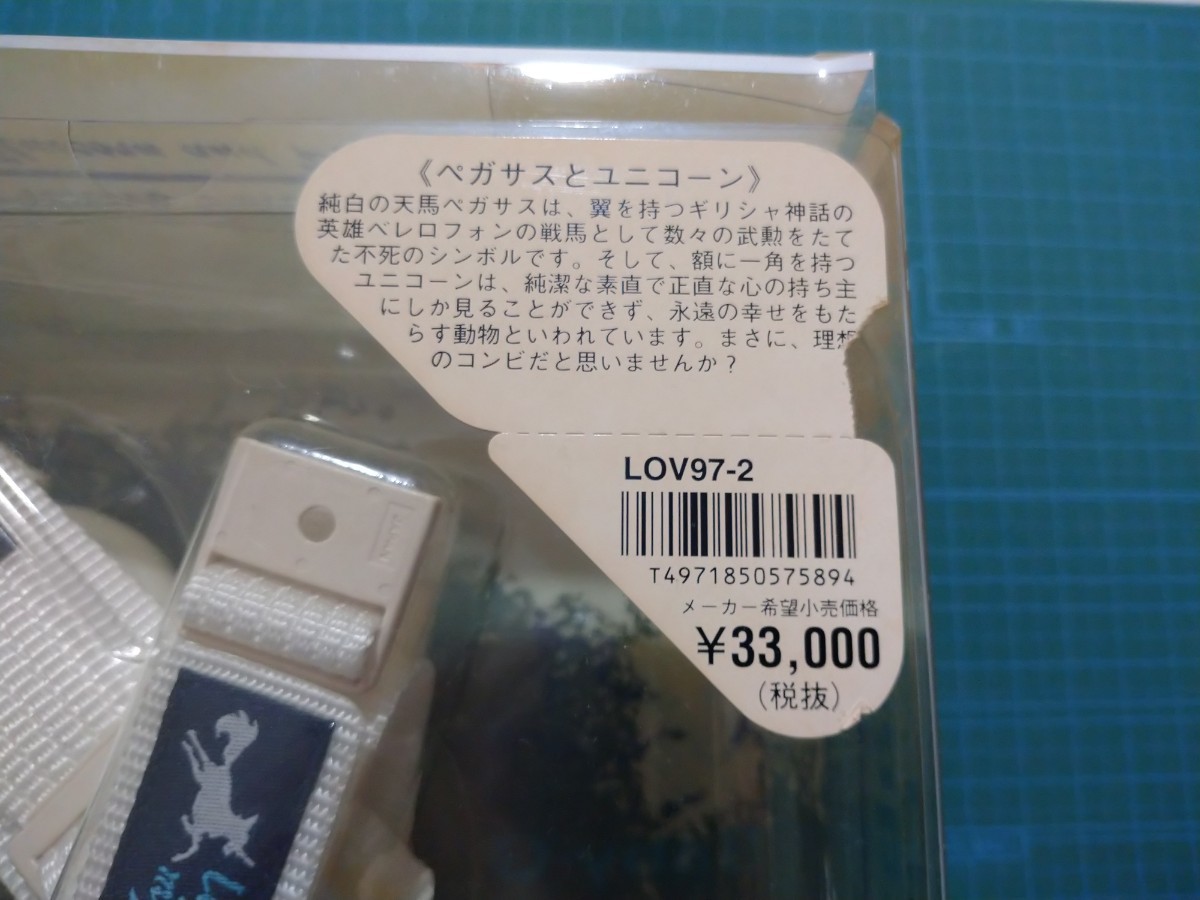 《ペガサスとユニコーン》
純白の天馬ペガサスは、翼を持つギリシャ神話の
英雄ベレロフォンの戦馬として数々の武勲をたて
た不死のシンボルです。そして、額に一角を持つ
ユニコーンは、純潔な素直で正直な心の持ち主
にしか見ることができず、永遠の幸せをもた
らす動物といわれています。まさに、理想
のコンビだと思いませんか?
LOV97-2
T4971850575894
メーカー希望小売価格
¥33,000
(税抜)